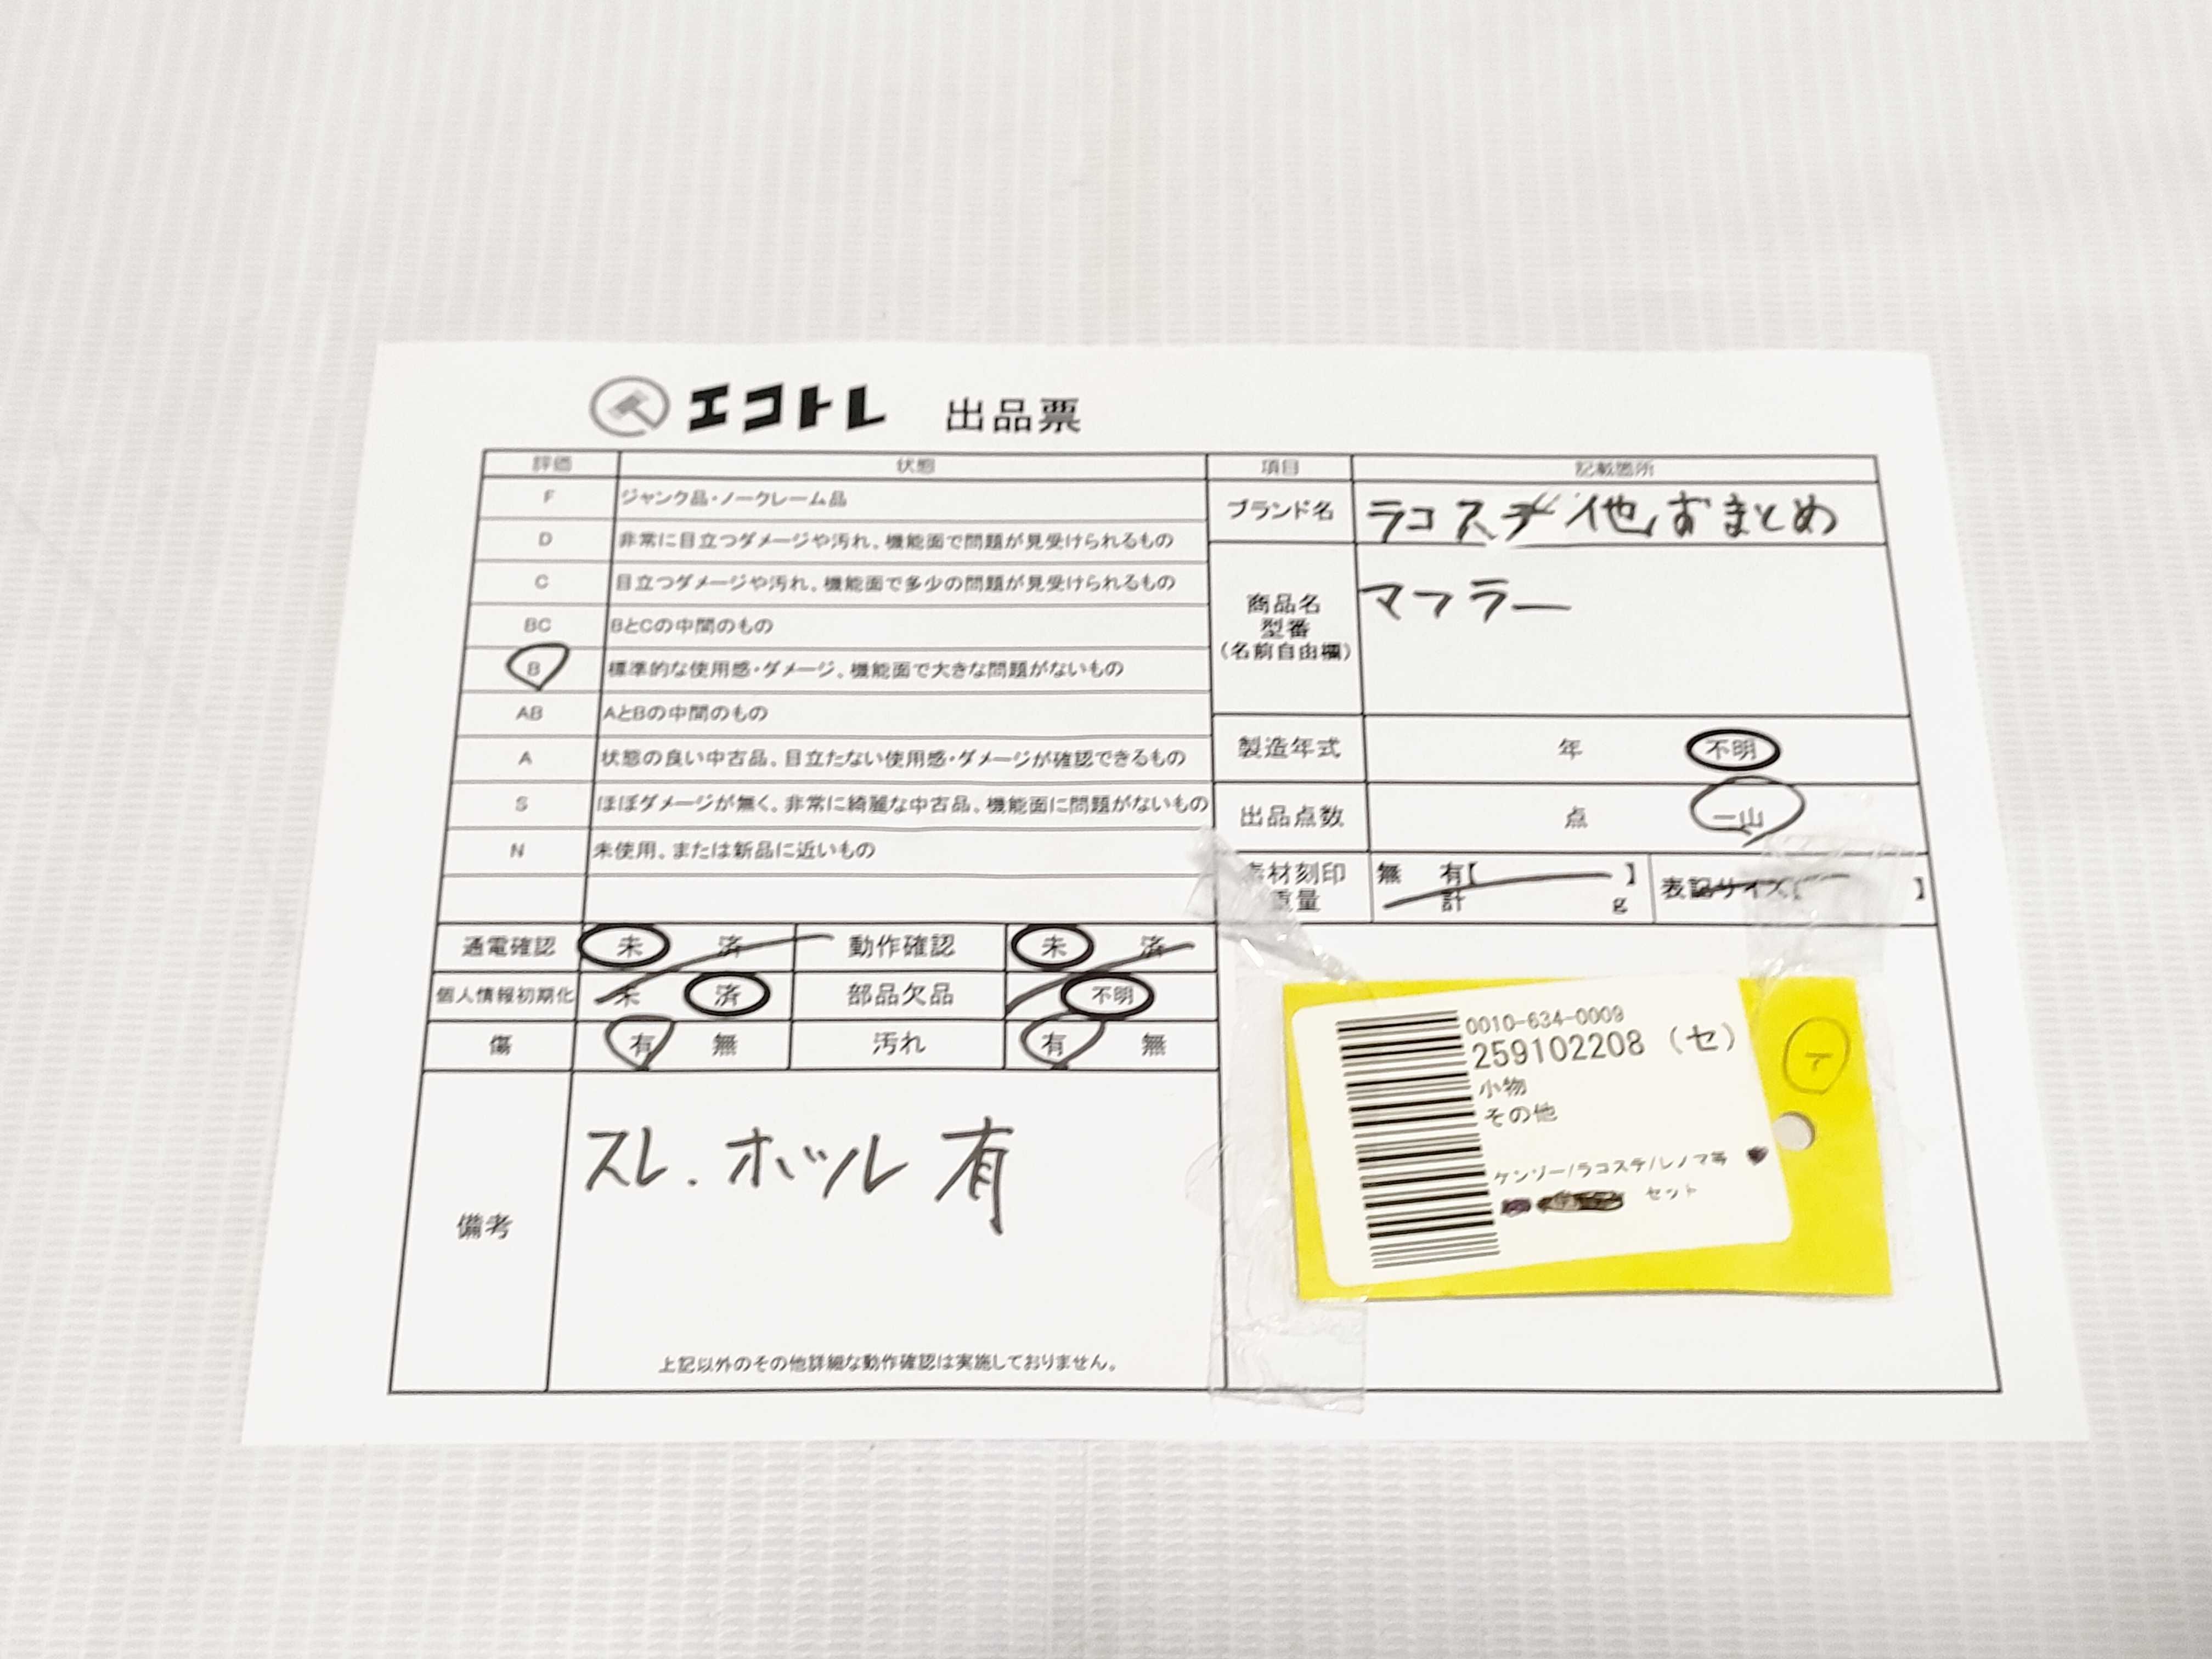 エコトレ 出品票
評価 状態 項目 記載箇所
F ジャンク品・ノークレーム品
D 非常に目立つダメージや汚れ、機能面で問題が見受けられるもの
C 目立つダメージや汚れ、機能面で多少の問題が見受けられるもの
BC BとCの中間のもの
B 標準的な使用感・ダメージ。機能面で大きな問題がないもの
AB AとBの中間のもの
A 状態の良い中古品。目立たない使用感・ダメージが確認できるもの
S ほぼダメージが無く、非常に綺麗な中古品。機能面に問題がないもの
N 未使用。または新品に近いもの
ブランド名 ラコステ 他 おまとめ
商品名
型番
(名前自由欄)
マフラー
製造年式 年 不明
出品点数 点 一山
素材刻印 無 有【 】
重量 計 g
表記サイズ【 】
通電確認 未 済 動作確認 未 済
個人情報初期化 未 済 部品欠品 不明
傷 有 無 汚れ 有 無
備考
スレ.ホツレ 有
上記以外のその他詳細な動作確認は実施しておりません。
0010-634-0009
259102208 (セ)
小物
その他
ケンゾー/ラコステ/レノマ等
セット